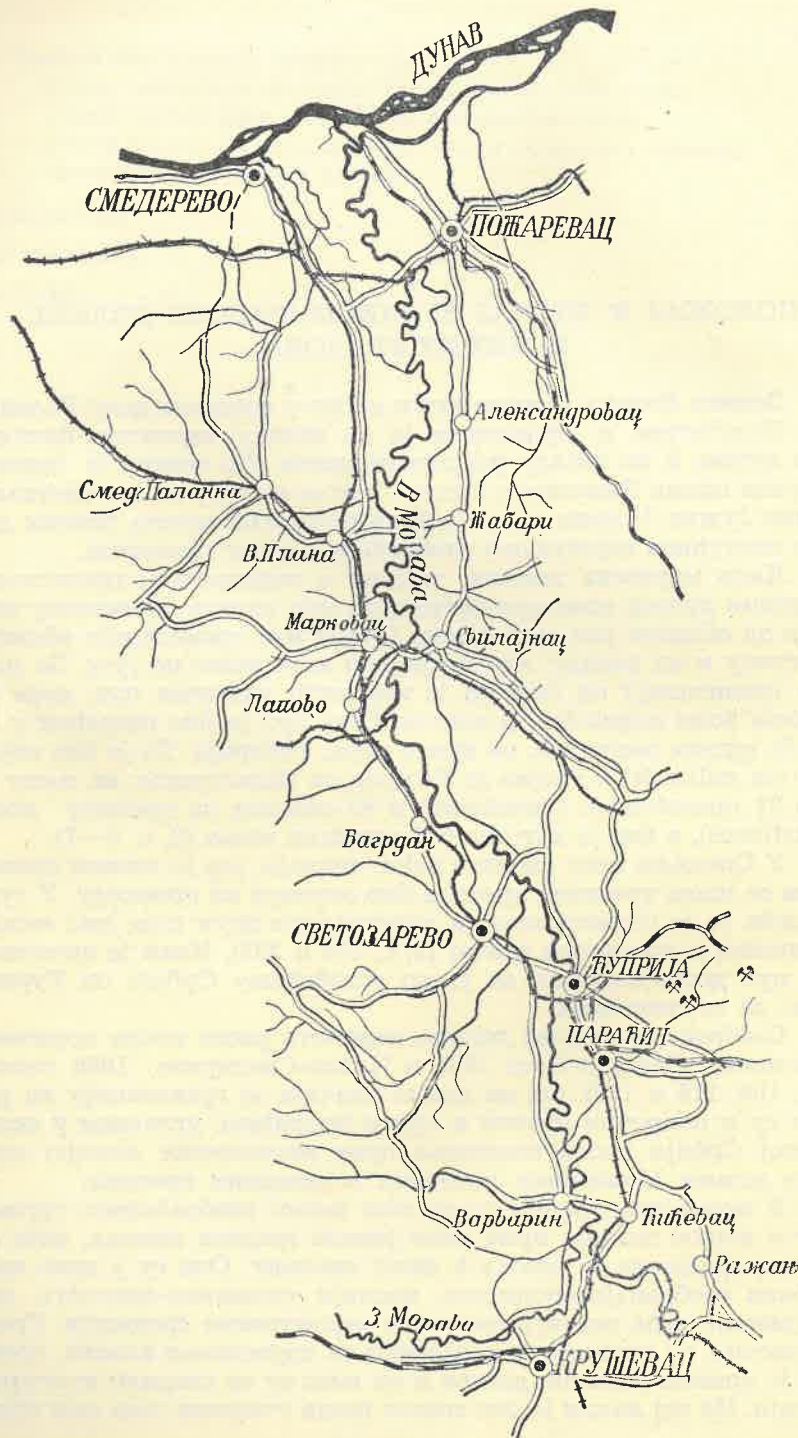 ДУНАВ
СМЕДЕРЕВО
ПОЖАРЕВАЦ
Александровац
Смед. Паланка
Жабари
В. Плана
В. Морава
Марковац
Свилајнац
Лапово
Багрдан
СВЕТОЗАРЕВО
ЋУПРИЈА
ПАРАЋИН
Варварин
Ћићевац
Ражањ
З. Морава
КРУШЕВАЦ